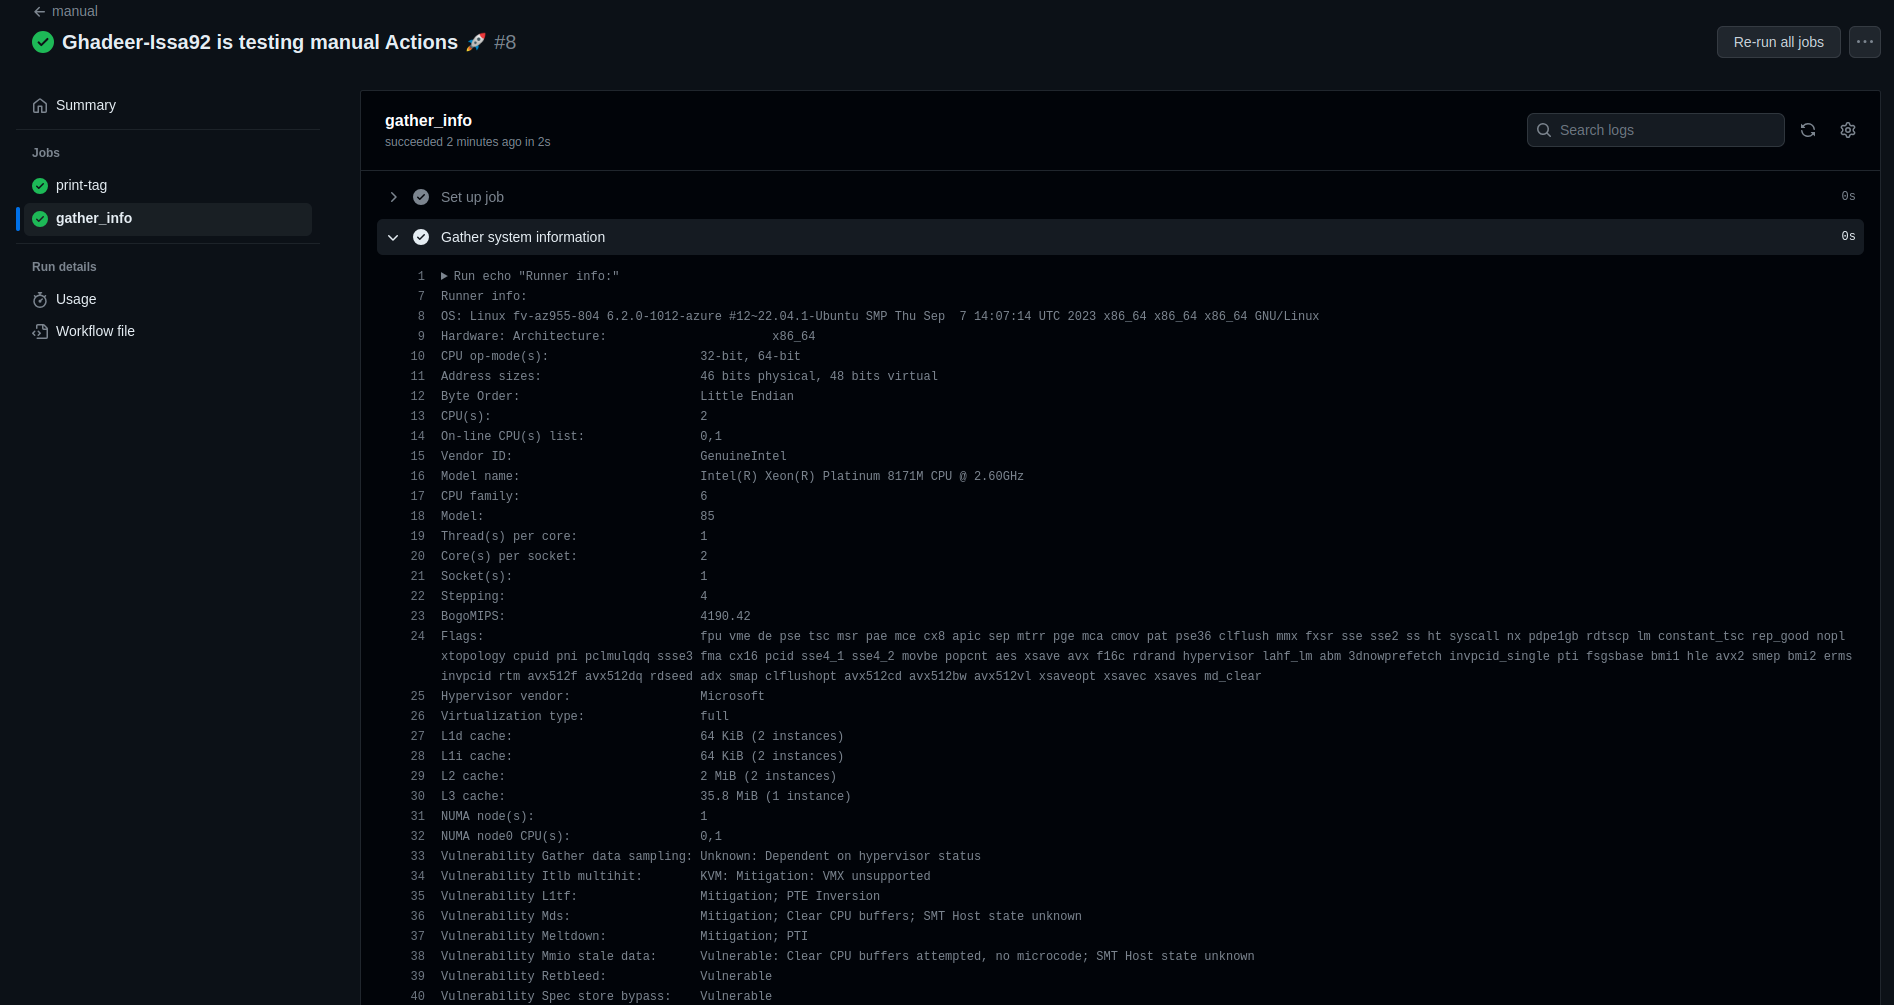 manual
Ghadeer-Issa92 is testing manual Actions 🚀 #8
Re-run all jobs
Summary
Jobs
print-tag
gather_info
Run details
Usage
Workflow file
gather_info
succeeded 2 minutes ago in 2s
Search logs
Set up job 0s
Gather system information 0s
1 Run echo "Runner info:"
7 Runner info:
8 OS: Linux fv-az955-804 6.2.0-1012-azure #12~22.04.1-Ubuntu SMP Thu Sep  7 14:07:14 UTC 2023 x86_64 x86_64 x86_64 GNU/Linux
9 Hardware: Architecture: x86_64
10 CPU op-mode(s): 32-bit, 64-bit
11 Address sizes: 46 bits physical, 48 bits virtual
12 Byte Order: Little Endian
13 CPU(s): 2
14 On-line CPU(s) list: 0,1
15 Vendor ID: GenuineIntel
16 Model name: Intel(R) Xeon(R) Platinum 8171M CPU @ 2.60GHz
17 CPU family: 6
18 Model: 85
19 Thread(s) per core: 1
20 Core(s) per socket: 2
21 Socket(s): 1
22 Stepping: 4
23 BogoMIPS: 4190.42
24 Flags: fpu vme de pse tsc msr pae mce cx8 apic sep mtrr pge mca cmov pat pse36 clflush mmx fxsr sse sse2 ss ht syscall nx pdpe1gb rdtscp lm constant_tsc rep_good nopl
xtopology cpuid pni pclmulqdq ssse3 fma cx16 pcid sse4_1 sse4_2 movbe popcnt aes xsave avx f16c rdrand hypervisor lahf_lm abm 3dnowprefetch invpcid_single pti fsgsbase bmi1 hle avx2 smep bmi2 erms
invpcid rtm avx512f avx512dq rdseed adx smap clflushopt avx512cd avx512bw avx512vl xsaveopt xsavec xsaves md_clear
25 Hypervisor vendor: Microsoft
26 Virtualization type: full
27 L1d cache: 64 KiB (2 instances)
28 L1i cache: 64 KiB (2 instances)
29 L2 cache: 2 MiB (2 instances)
30 L3 cache: 35.8 MiB (1 instance)
31 NUMA node(s): 1
32 NUMA node0 CPU(s): 0,1
33 Vulnerability Gather data sampling: Unknown: Dependent on hypervisor status
34 Vulnerability Itlb multihit: KVM: Mitigation: VMX unsupported
35 Vulnerability L1tf: Mitigation; PTE Inversion
36 Vulnerability Mds: Mitigation; Clear CPU buffers; SMT Host state unknown
37 Vulnerability Meltdown: Mitigation; PTI
38 Vulnerability Mmio stale data: Vulnerable: Clear CPU buffers attempted, no microcode; SMT Host state unknown
39 Vulnerability Retbleed: Vulnerable
40 Vulnerability Spec store bypass: Vulnerable